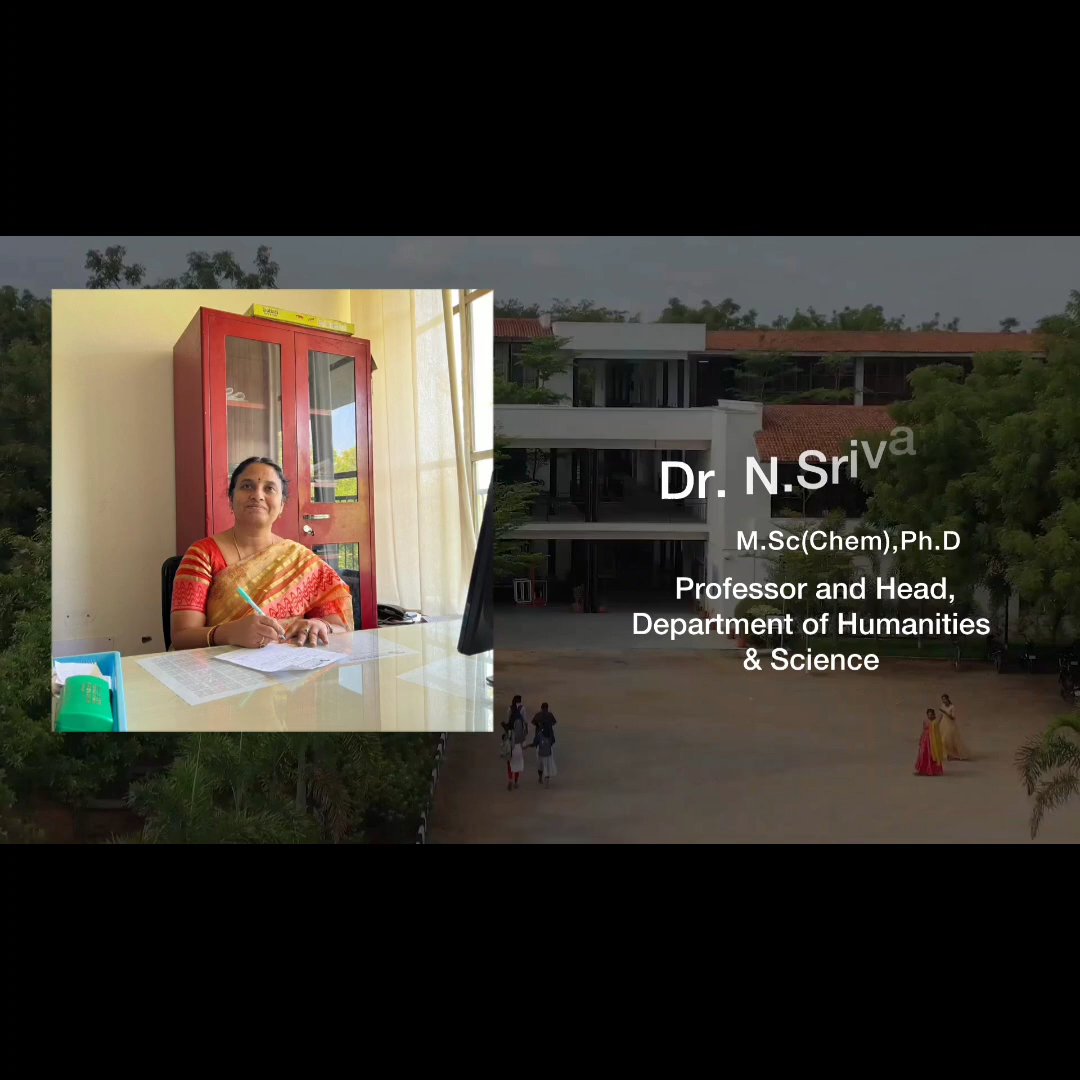 Dr. N.Sriva
M.Sc(Chem),Ph.D
Professor and Head,
Department of Humanities
& Science